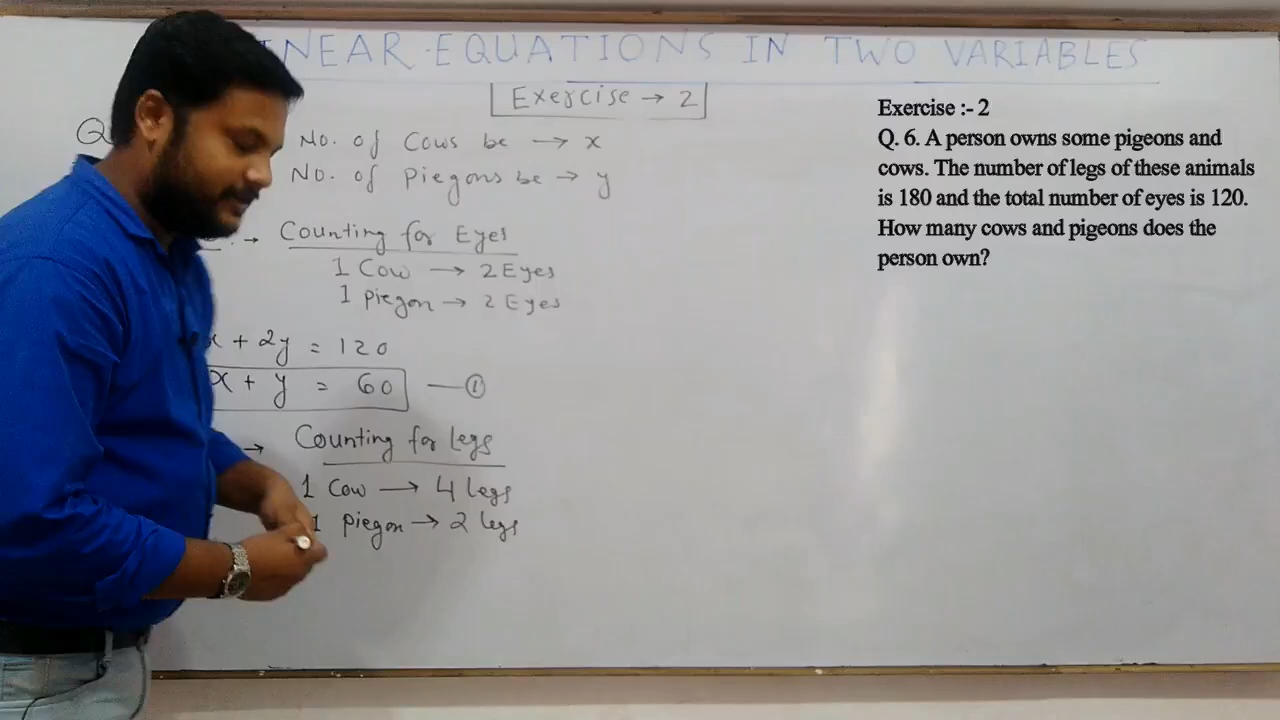 NEAR EQUATIONS IN TWO VARIABLES
Exercise → 2
Q
No. of Cows be → x
No. of Piegons be → y
→ Counting for Eyes
1 Cow → 2 Eyes
1 Piegon → 2 Eyes
x + 2y = 120
x + y = 60 — ①
→ Counting for Legs
1 Cow → 4 legs
1 Piegon → 2 legs
Exercise :- 2
Q. 6. A person owns some pigeons and
cows. The number of legs of these animals
is 180 and the total number of eyes is 120.
How many cows and pigeons does the
person own?